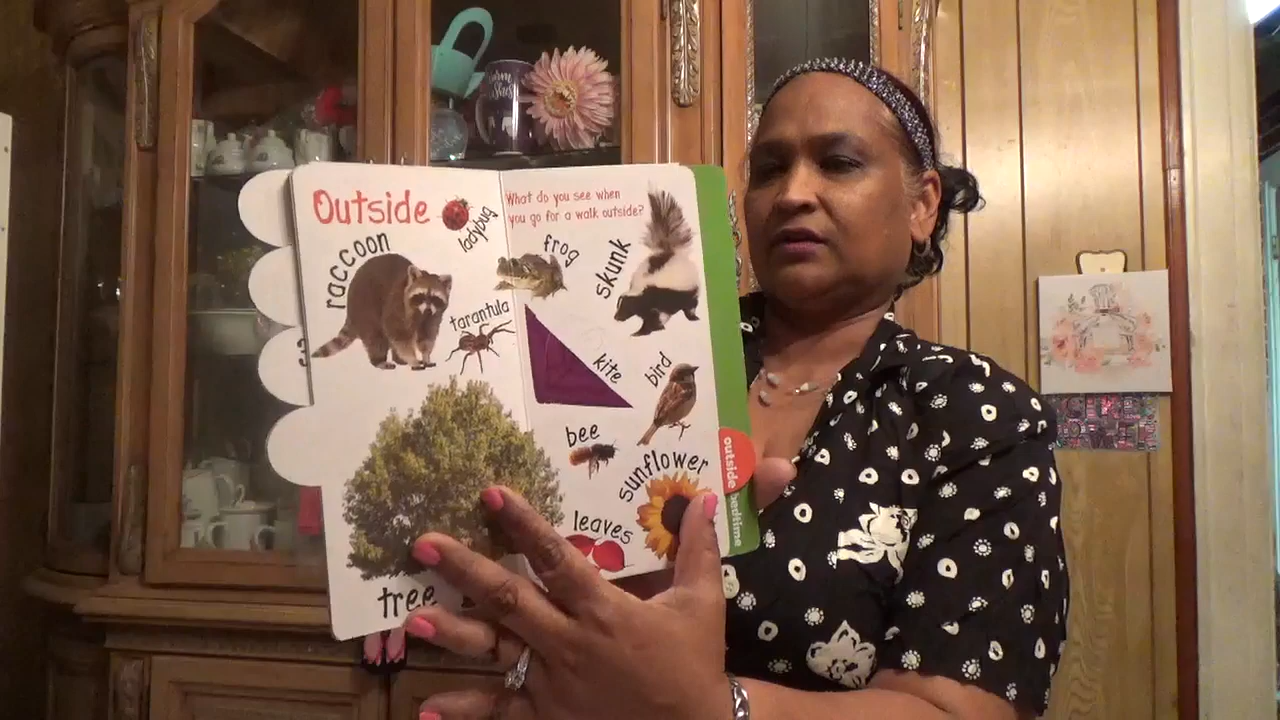 Outside
ladybug
raccoon
tarantula
tree
What do you see when
you go for a walk outside?
frog
skunk
kite
bird
bee
sunflower
leaves
outside
bedtime